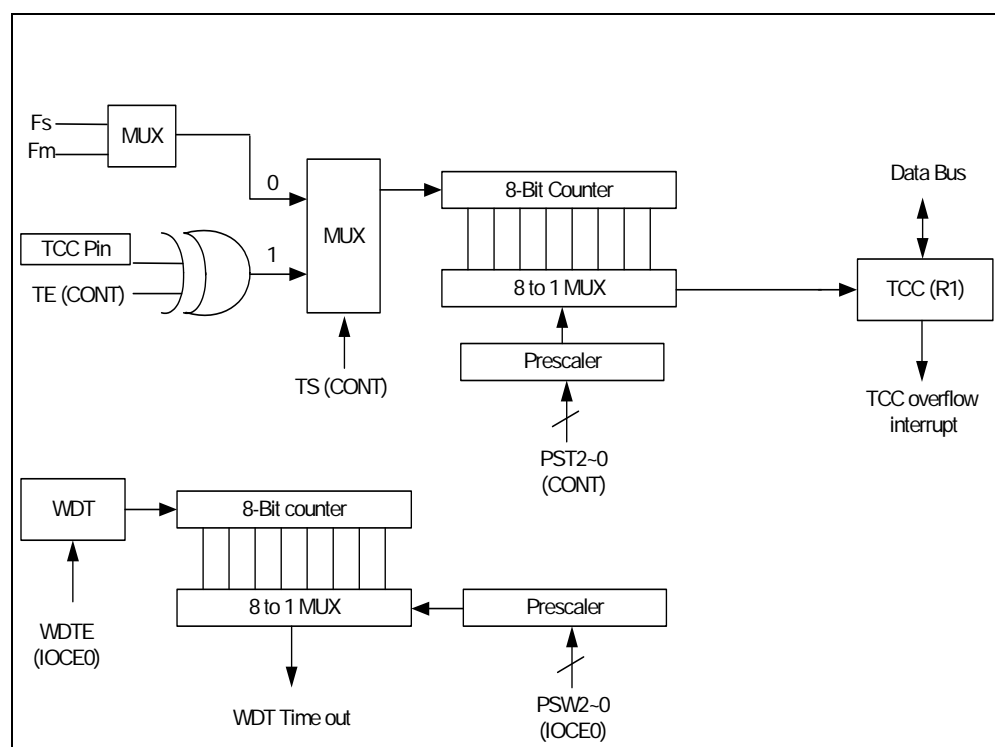 Fs
Fm
MUX
0
TCC Pin
TE (CONT)
1
MUX
TS (CONT)
8-Bit Counter
8 to 1 MUX
Prescaler
PST2~0
(CONT)
Data Bus
TCC (R1)
TCC overflow
interrupt
WDT
WDTE
(IOCE0)
8-Bit counter
8 to 1 MUX
WDT Time out
Prescaler
PSW2~0
(IOCE0)